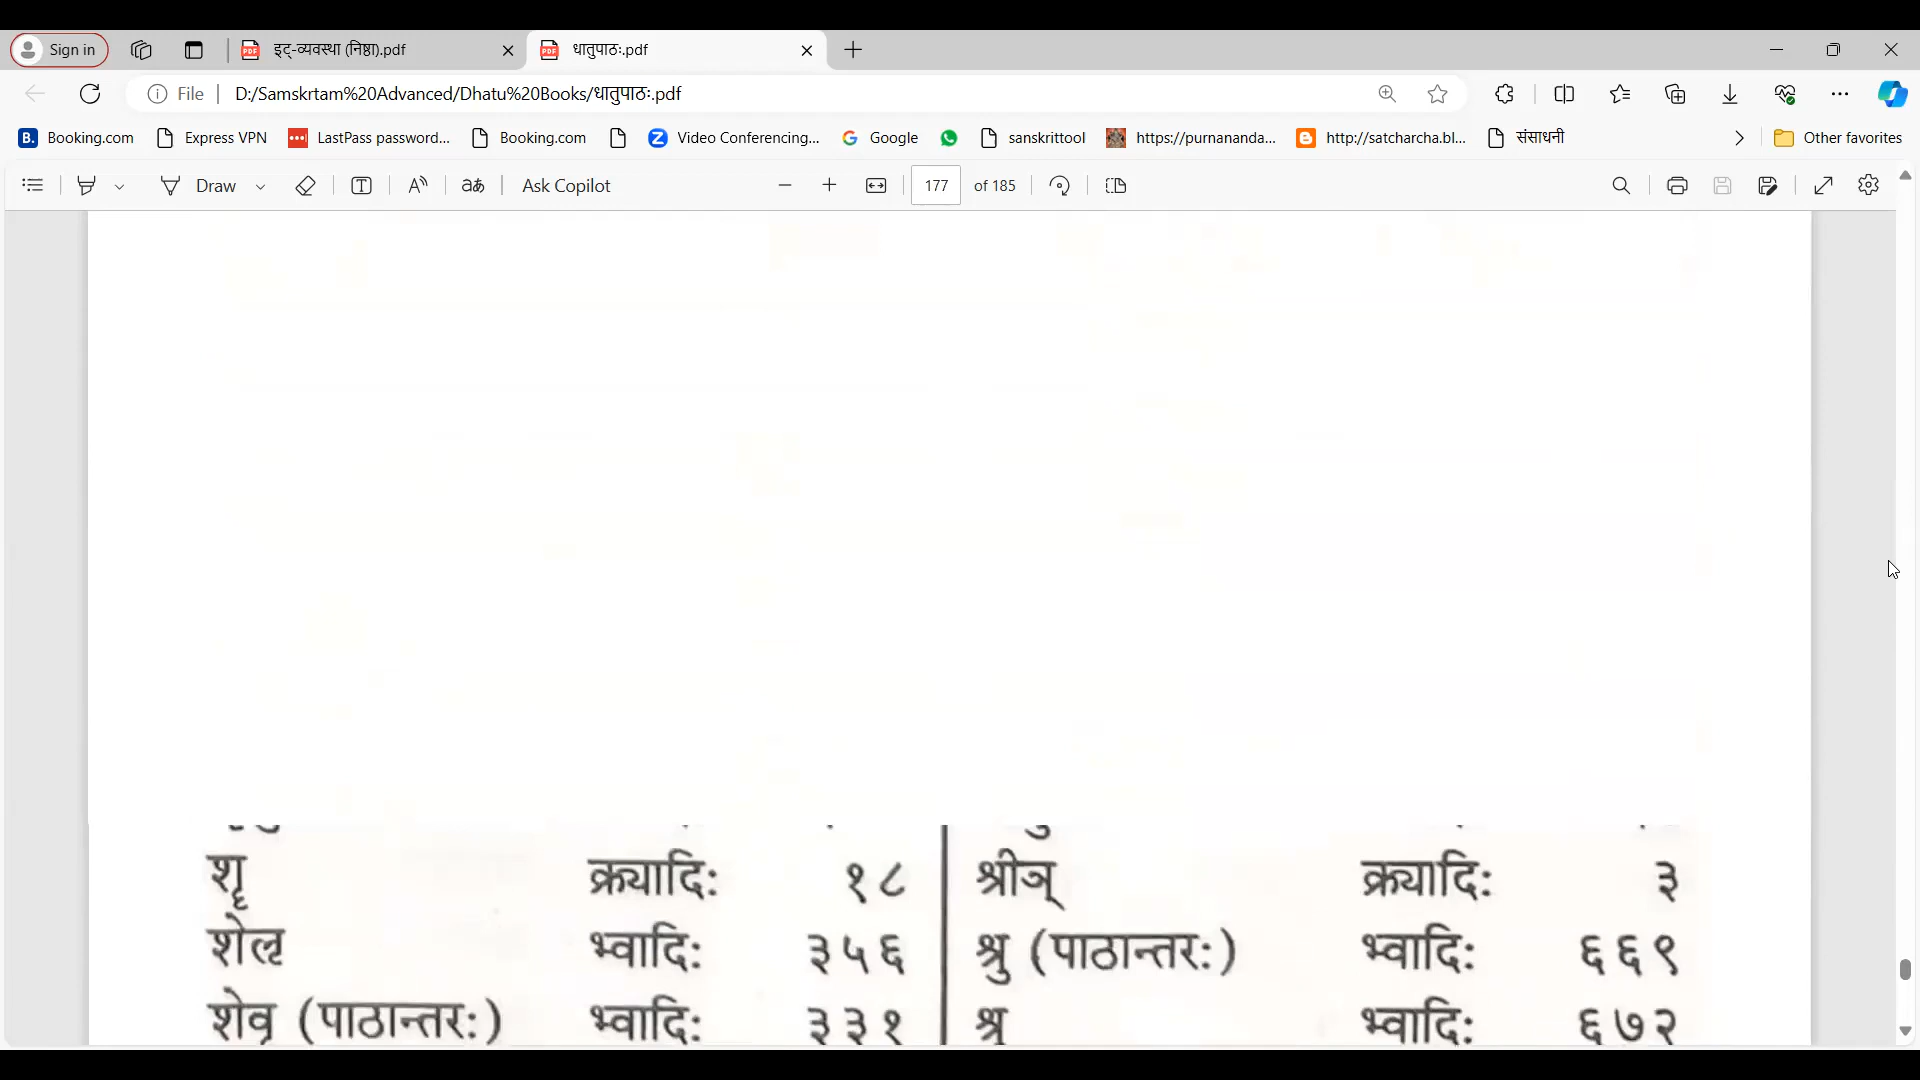 Sign in
इट्-व्यवस्था (निष्ठा).pdf
धातुपाठः.pdf
File
D:/Samskrtam%20Advanced/Dhatu%20Books/धातुपाठः.pdf
Booking.com
Express VPN
LastPass password...
Booking.com
Video Conferencing...
Google
sanskrittool
https://purnananda...
http://satcharcha.bl...
संसाधनी
Other favorites
Draw
Ask Copilot
177 of 185
शॄ क्र्यादिः १८
श्रीञ् क्र्यादिः ३
शेलृ भ्वादिः ३५६
श्रु (पाठान्तरः) भ्वादिः ६६९
शेवृ (पाठान्तरः) भ्वादिः ३३१
श्रु भ्वादिः ६७२